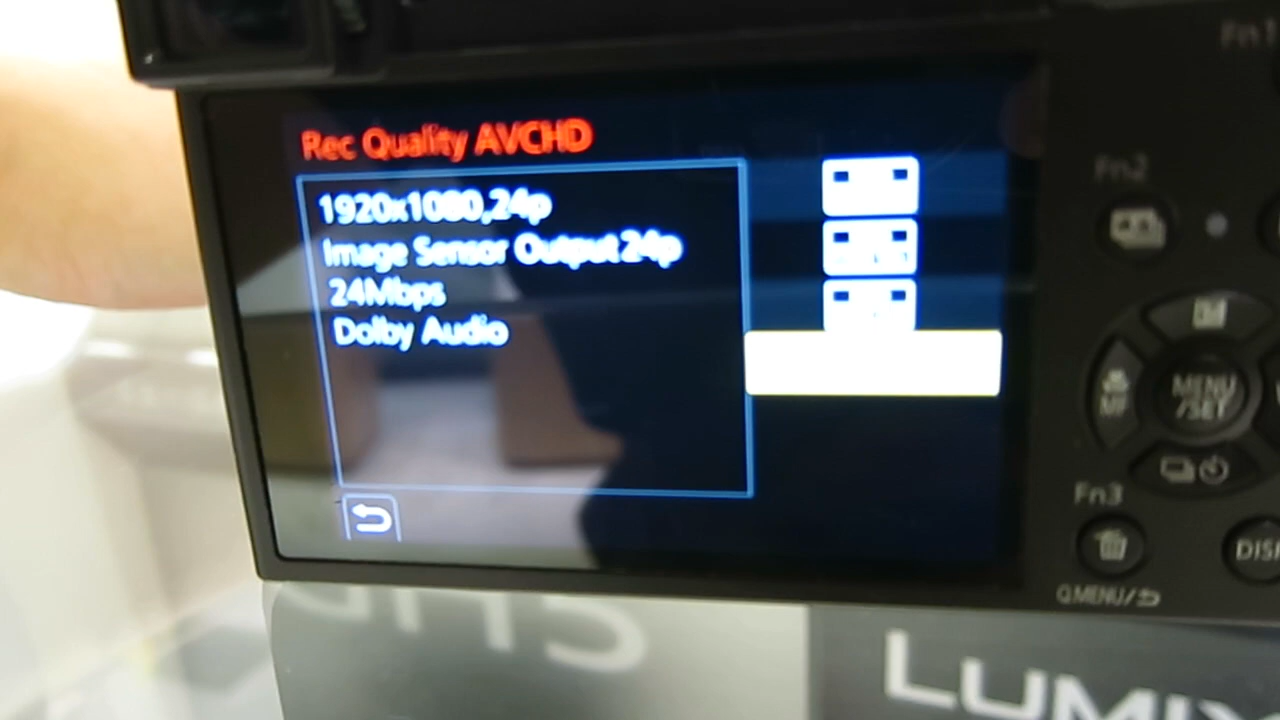 Rec Quality AVCHD
1920x1080,24p
Image Sensor Output 24p
24Mbps
Dolby Audio
Fn1
Fn2
MF
MENU
/SET
Fn3
DISP
Q.MENU/
LUMIX